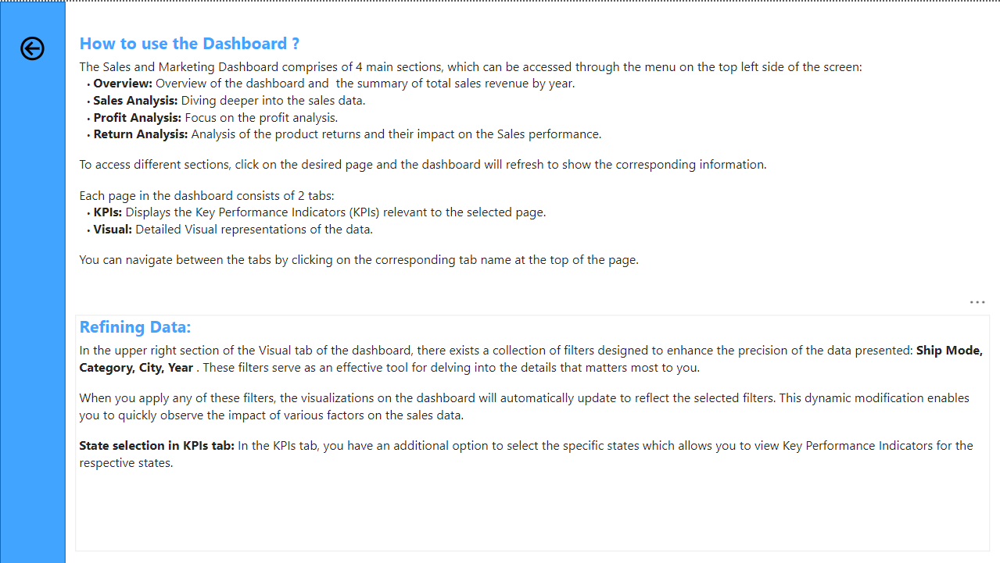 How to use the Dashboard ?
The Sales and Marketing Dashboard comprises of 4 main sections, which can be accessed through the menu on the top left side of the screen:
• Overview: Overview of the dashboard and  the summary of total sales revenue by year.
• Sales Analysis: Diving deeper into the sales data.
• Profit Analysis: Focus on the profit analysis.
• Return Analysis: Analysis of the product returns and their impact on the Sales performance.
To access different sections, click on the desired page and the dashboard will refresh to show the corresponding information.
Each page in the dashboard consists of 2 tabs:
• KPIs: Displays the Key Performance Indicators (KPIs) relevant to the selected page.
• Visual: Detailed Visual representations of the data.
You can navigate between the tabs by clicking on the corresponding tab name at the top of the page.
Refining Data:
In the upper right section of the Visual tab of the dashboard, there exists a collection of filters designed to enhance the precision of the data presented: Ship Mode,
Category, City, Year . These filters serve as an effective tool for delving into the details that matters most to you.
When you apply any of these filters, the visualizations on the dashboard will automatically update to reflect the selected filters. This dynamic modification enables
you to quickly observe the impact of various factors on the sales data.
State selection in KPIs tab: In the KPIs tab, you have an additional option to select the specific states which allows you to view Key Performance Indicators for the
respective states.